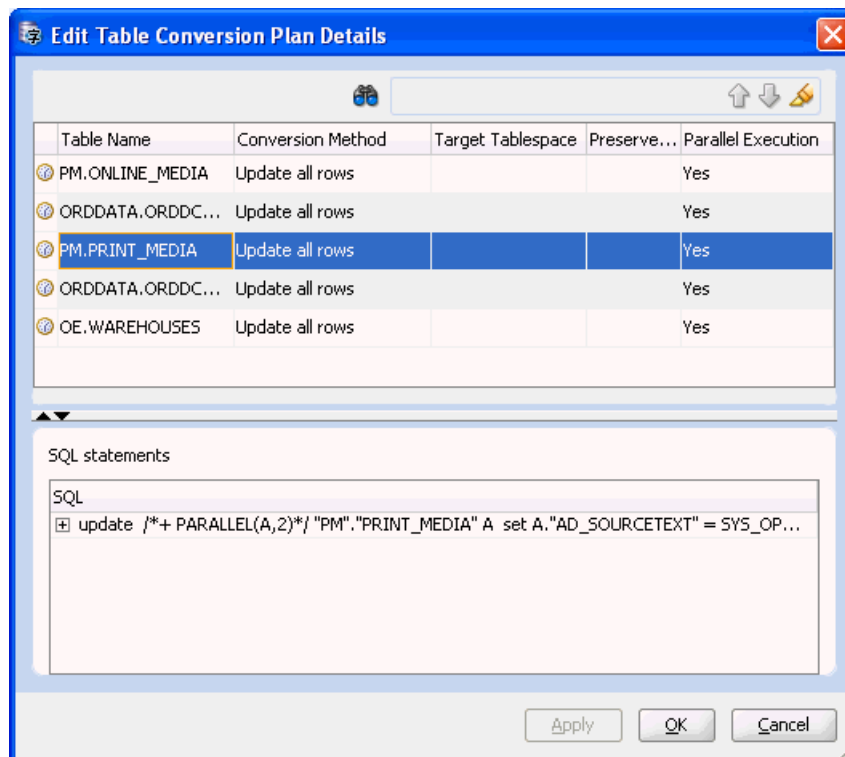 Edit Table Conversion Plan Details
Table Name Conversion Method Target Tablespace Preserve... Parallel Execution
PM.ONLINE_MEDIA Update all rows Yes
ORDDATA.ORDDC... Update all rows Yes
PM.PRINT_MEDIA Update all rows Yes
ORDDATA.ORDDC... Update all rows Yes
OE.WAREHOUSES Update all rows Yes
SQL statements
SQL
update /*+ PARALLEL(A,2)*/ "PM"."PRINT_MEDIA" A set A."AD_SOURCETEXT" = SYS_OP...
Apply OK Cancel